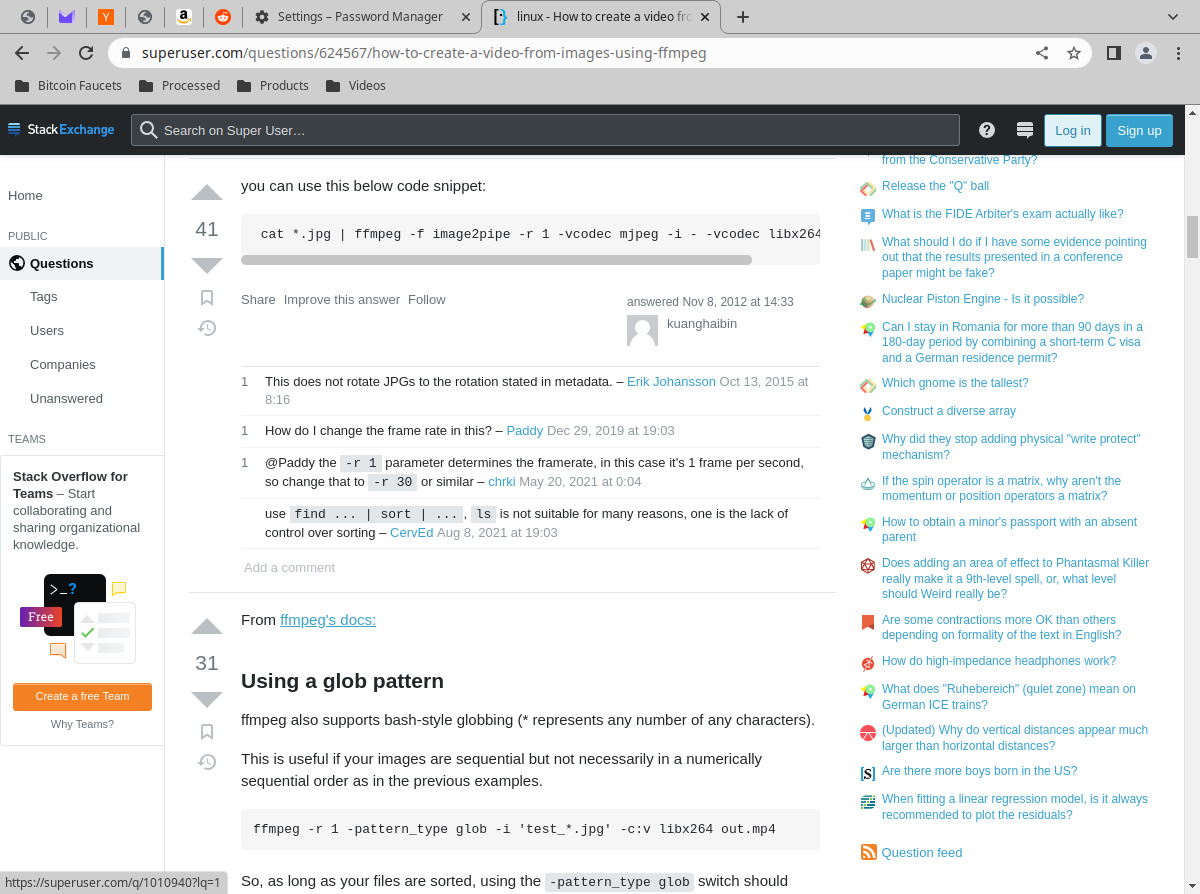 Settings – Password Manager
linux - How to create a video fro
superuser.com/questions/624567/how-to-create-a-video-from-images-using-ffmpeg
Bitcoin Faucets
Processed
Products
Videos
StackExchange
Search on Super User…
Log in
Sign up
Home
PUBLIC
Questions
Tags
Users
Companies
Unanswered
TEAMS
Stack Overflow for
Teams – Start
collaborating and
sharing organizational
knowledge.
>_?
Free
Create a free Team
Why Teams?
41
you can use this below code snippet:
cat *.jpg | ffmpeg -f image2pipe -r 1 -vcodec mjpeg -i - -vcodec libx264
Share Improve this answer Follow
answered Nov 8, 2012 at 14:33
kuanghaibin
1 This does not rotate JPGs to the rotation stated in metadata. – Erik Johansson Oct 13, 2015 at
8:16
1 How do I change the frame rate in this? – Paddy Dec 29, 2019 at 19:03
1 @Paddy the -r 1 parameter determines the framerate, in this case it's 1 frame per second,
so change that to -r 30 or similar – chrki May 20, 2021 at 0:04
use find ... | sort | ..., ls is not suitable for many reasons, one is the lack of
control over sorting – CervEd Aug 8, 2021 at 19:03
Add a comment
31
From ffmpeg's docs:
Using a glob pattern
ffmpeg also supports bash-style globbing (* represents any number of any characters).
This is useful if your images are sequential but not necessarily in a numerically
sequential order as in the previous examples.
ffmpeg -r 1 -pattern_type glob -i 'test_*.jpg' -c:v libx264 out.mp4
So, as long as your files are sorted, using the -pattern_type glob switch should
from the Conservative Party?
Release the "Q" ball
What is the FIDE Arbiter's exam actually like?
What should I do if I have some evidence pointing
out that the results presented in a conference
paper might be fake?
Nuclear Piston Engine - Is it possible?
Can I stay in Romania for more than 90 days in a
180-day period by combining a short-term C visa
and a German residence permit?
Which gnome is the tallest?
Construct a diverse array
Why did they stop adding physical "write protect"
mechanism?
If the spin operator is a matrix, why aren't the
momentum or position operators a matrix?
How to obtain a minor's passport with an absent
parent
Does adding an area of effect to Phantasmal Killer
really make it a 9th-level spell, or, what level
should Weird really be?
Are some contractions more OK than others
depending on formality of the text in English?
How do high-impedance headphones work?
What does "Ruhebereich" (quiet zone) mean on
German ICE trains?
(Updated) Why do vertical distances appear much
larger than horizontal distances?
Are there more boys born in the US?
When fitting a linear regression model, is it always
recommended to plot the residuals?
Question feed
https://superuser.com/q/1010940?lq=1